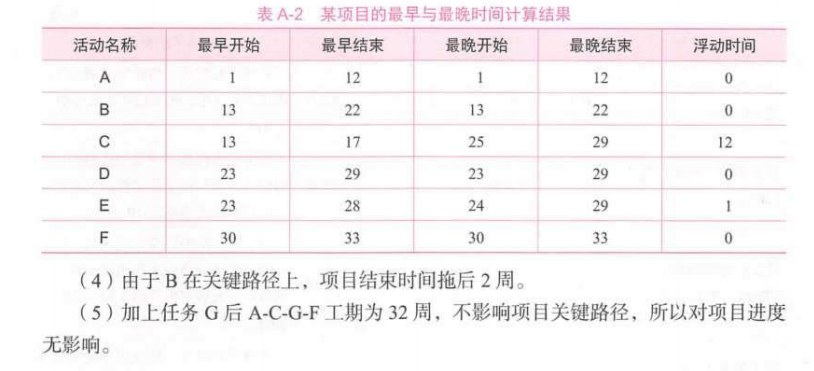 表 A-2 某项目的最早与最晚时间计算结果
活动名称 最早开始 最早结束 最晚开始 最晚结束 浮动时间
A 1 12 1 12 0
B 13 22 13 22 0
C 13 17 25 29 12
D 23 29 23 29 0
E 23 28 24 29 1
F 30 33 30 33 0
（4）由于 B 在关键路径上，项目结束时间拖后 2 周。
（5）加上任务 G 后 A-C-G-F 工期为 32 周，不影响项目关键路径，所以对项目进度
无影响。